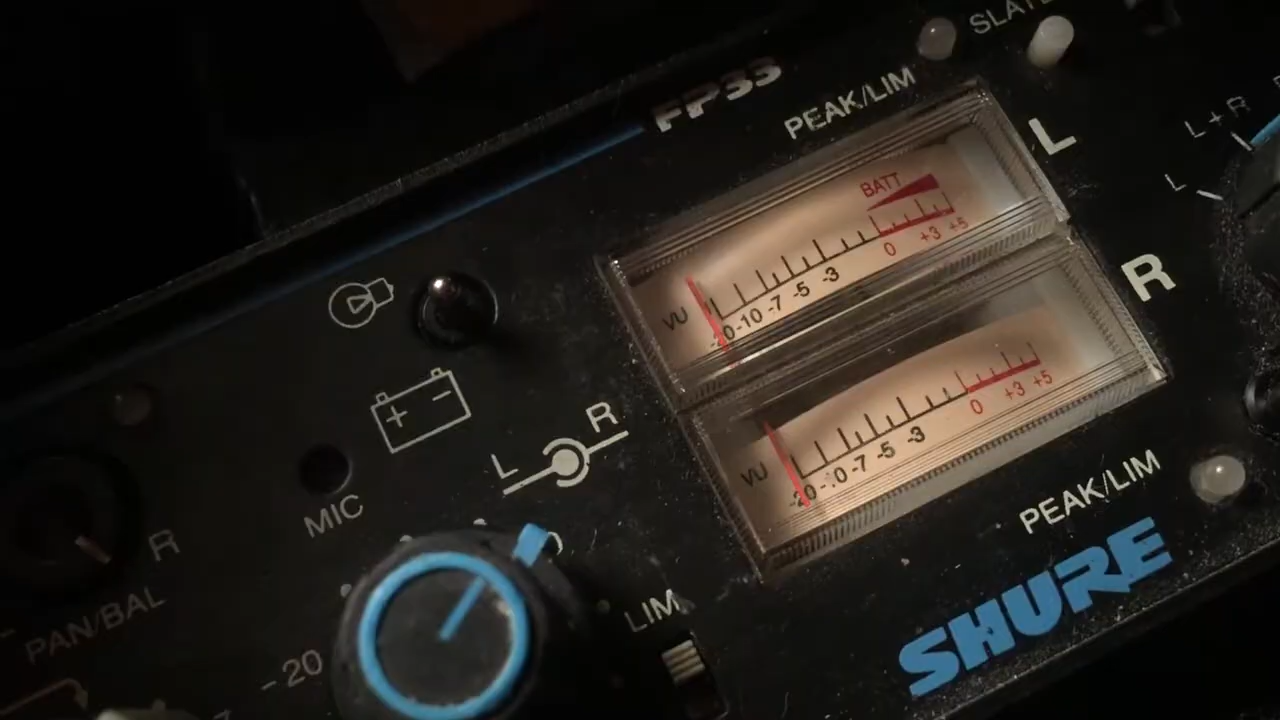 SLATE
FP33
PEAK/LIM
L
L+R
L
BATT
VU
-20 -10 -7 -5 -3 0 +3 +5
R
VU
-20 -7 -5 -3 0 +3 +5
+ -
L R
MIC
PEAK/LIM
SHURE
R
PAN/BAL
LIM
-20